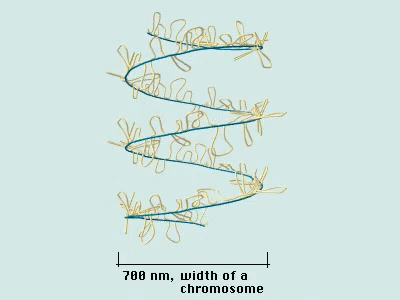 700 nm, width of a
chromosome